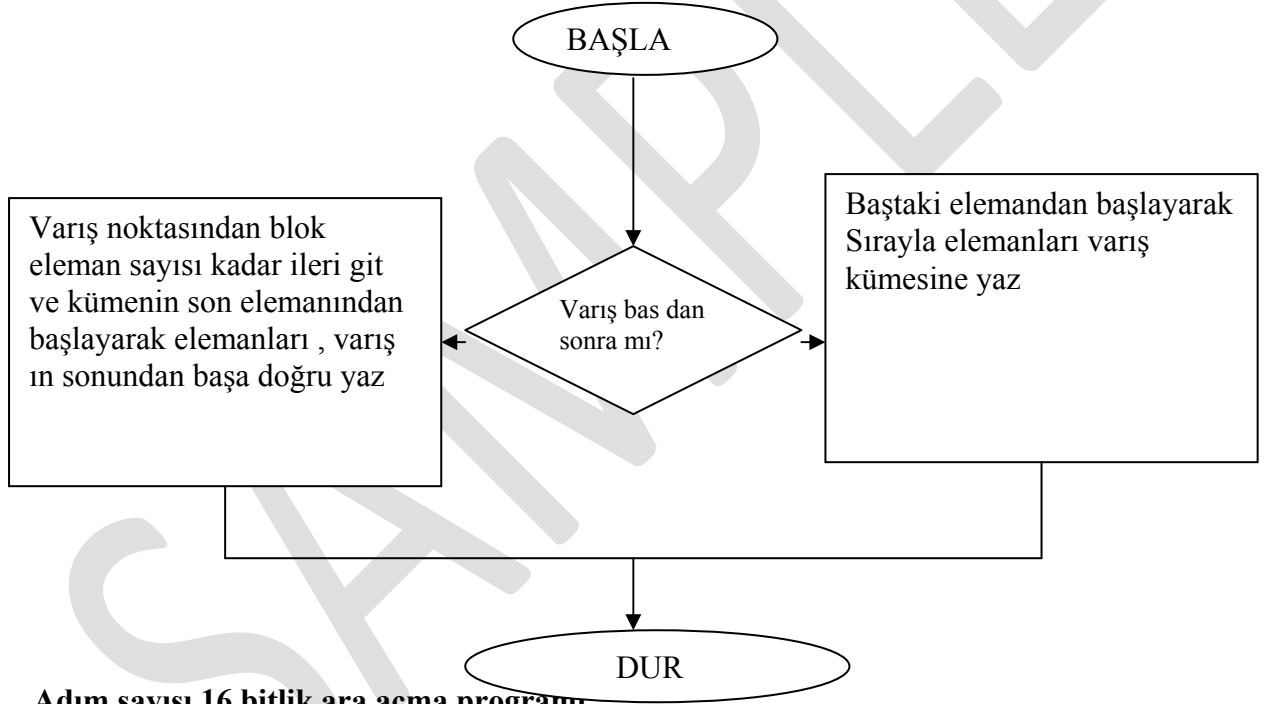 BAŞLA
Varış noktasından blok
eleman sayısı kadar ileri git
ve kümenin son elemanından
başlayarak elemanları , varış
ın sonundan başa doğru yaz
Varış bas dan
sonra mı?
Baştaki elemandan başlayarak
Sırayla elemanları varış
kümesine yaz
DUR
Adım sayısı 16 bitlik ara açma programı
SAMPLE